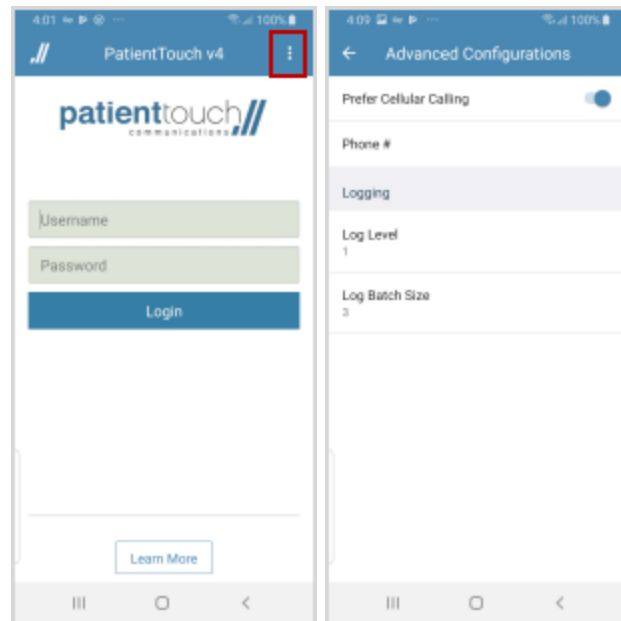 4:01
100%
PatientTouch v4
patienttouch
communications
Username
Password
Login
Learn More
4:09
100%
Advanced Configurations
Prefer Cellular Calling
Phone #
Logging
Log Level
1
Log Batch Size
3